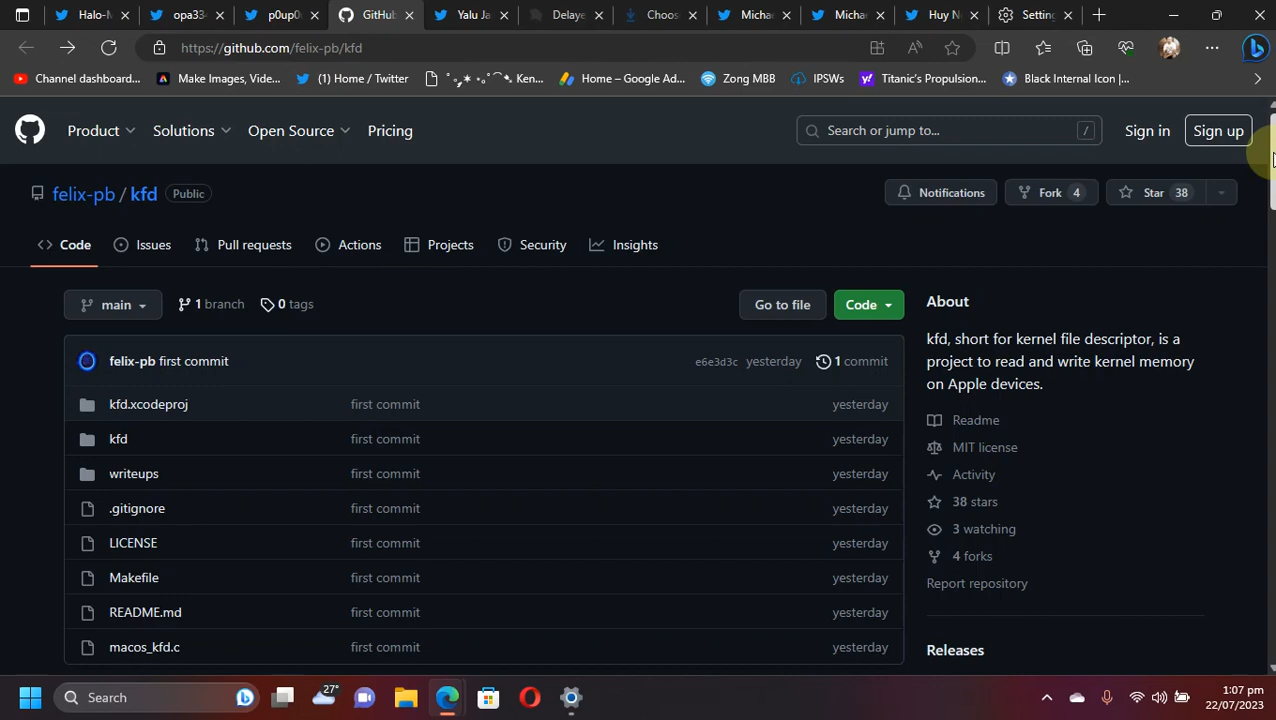 Halo-M
opa334
p0up0
GitHub
Yalu Ja
Delaye
Choos
Michae
Michae
Huy N
Setting
https://github.com/felix-pb/kfd
Channel dashboard...
Make Images, Vide...
(1) Home / Twitter
Ken...
Home – Google Ad...
Zong MBB
IPSWs
Titanic's Propulsion...
Black Internal Icon |...
Product
Solutions
Open Source
Pricing
Search or jump to...
/
Sign in
Sign up
felix-pb / kfd Public
Notifications
Fork 4
Star 38
Code
Issues
Pull requests
Actions
Projects
Security
Insights
main
1 branch
0 tags
Go to file
Code
felix-pb first commit e6e3d3c yesterday 1 commit
kfd.xcodeproj first commit yesterday
kfd first commit yesterday
writeups first commit yesterday
.gitignore first commit yesterday
LICENSE first commit yesterday
Makefile first commit yesterday
README.md first commit yesterday
macos_kfd.c first commit yesterday
About
kfd, short for kernel file descriptor, is a
project to read and write kernel memory
on Apple devices.
Readme
MIT license
Activity
38 stars
3 watching
4 forks
Report repository
Releases
Search
27°
1:07 pm
22/07/2023